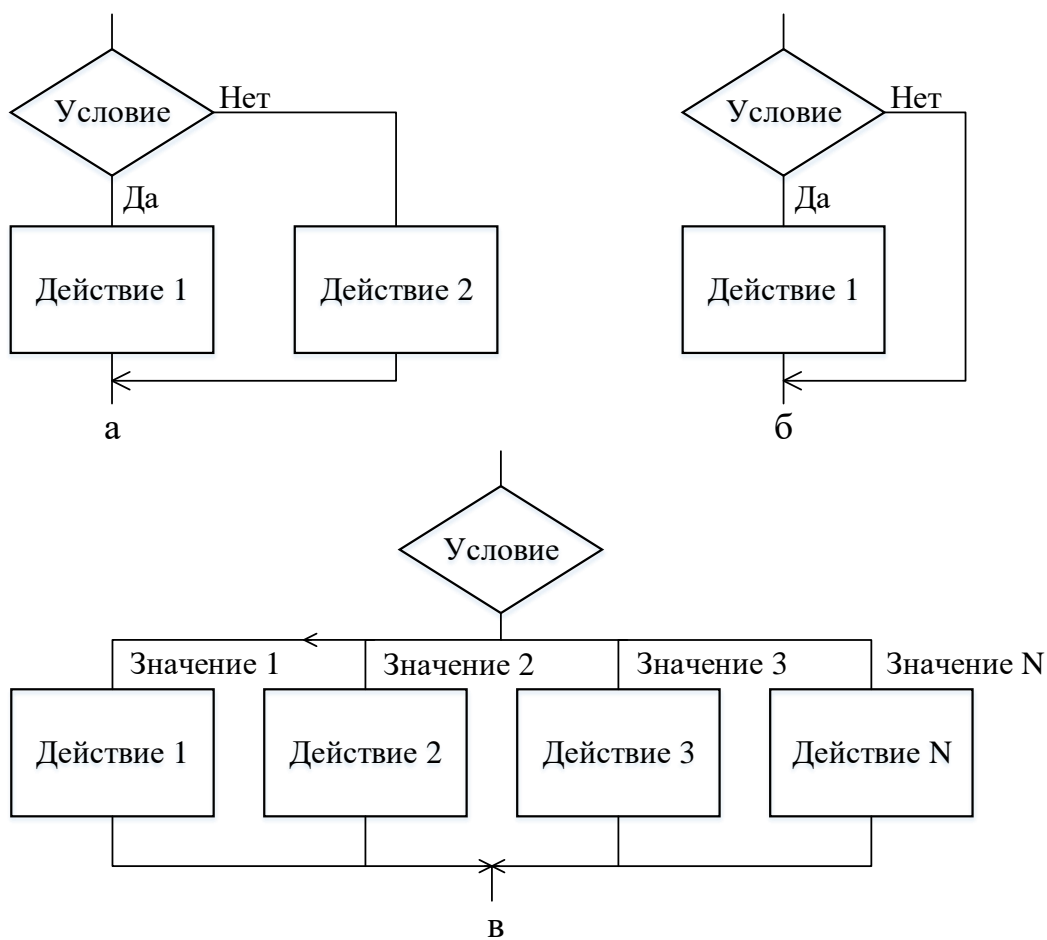 Условие
Нет
Да
Действие 1
Действие 2
а
Условие
Нет
Да
Действие 1
б
Условие
Значение 1
Значение 2
Значение 3
Значение N
Действие 1
Действие 2
Действие 3
Действие N
в